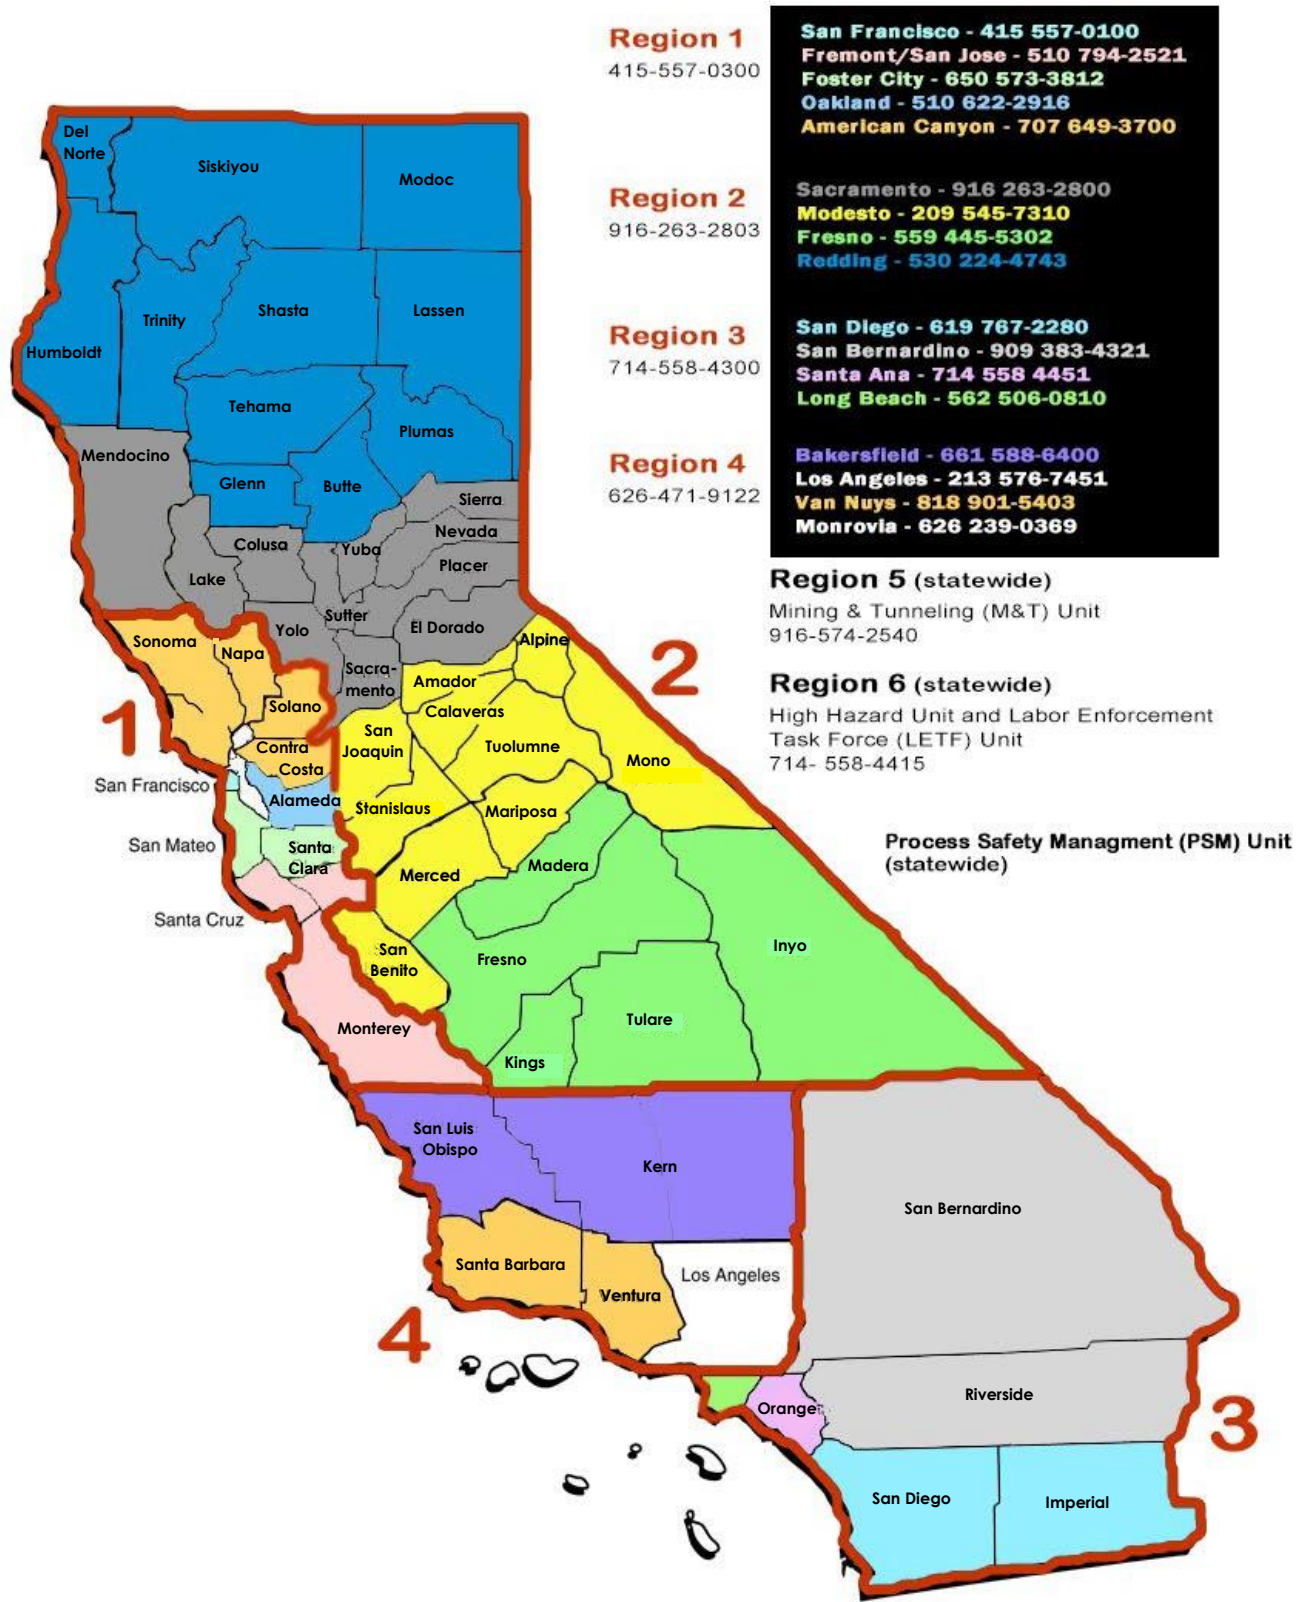 Region 1
415-557-0300
San Francisco - 415 557-0100
Fremont/San Jose - 510 794-2521
Foster City - 650 573-3812
Oakland - 510 622-2916
American Canyon - 707 649-3700
Region 2
916-263-2803
Sacramento - 916 263-2800
Modesto - 209 545-7310
Fresno - 559 445-5302
Redding - 530 224-4743
Region 3
714-558-4300
San Diego - 619 767-2280
San Bernardino - 909 383-4321
Santa Ana - 714 558 4451
Long Beach - 562 506-0810
Region 4
626-471-9122
Bakersfield - 661 588-6400
Los Angeles - 213 576-7451
Van Nuys - 818 901-5403
Monrovia - 626 239-0369
Region 5 (statewide)
Mining & Tunneling (M&T) Unit
916-574-2540
Region 6 (statewide)
High Hazard Unit and Labor Enforcement
Task Force (LETF) Unit
714- 558-4415
Process Safety Managment (PSM) Unit
(statewide)
Del
Norte
Siskiyou
Modoc
Humboldt
Trinity
Shasta
Lassen
Tehama
Plumas
Mendocino
Glenn
Butte
Sierra
Nevada
Colusa
Yuba
Placer
Lake
Sutter
Yolo
El Dorado
Sonoma
Napa
Alpine
Sacra-
mento
Amador
Solano
Calaveras
1
2
San
Joaquin
Contra
Costa
Tuolumne
Mono
San Francisco
Alameda
Stanislaus
Mariposa
San Mateo
Santa
Clara
Madera
Merced
Santa Cruz
San
Benito
Fresno
Inyo
Monterey
Tulare
Kings
San Luis
Obispo
Kern
San Bernardino
Santa Barbara
Ventura
Los Angeles
4
Orange
Riverside
3
San Diego
Imperial